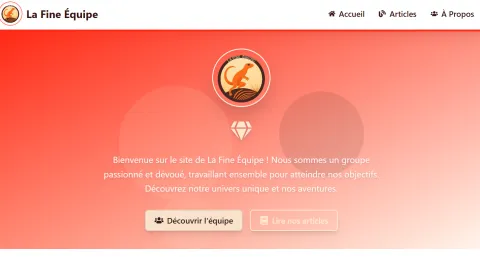 La Fine Équipe
Accueil
Articles
À Propos
Bienvenue sur le site de La Fine Équipe ! Nous sommes un groupe
passionné et dévoué, travaillant ensemble pour atteindre nos objectifs.
Découvrez notre univers unique et nos aventures.
Découvrir l'équipe
Lire nos articles